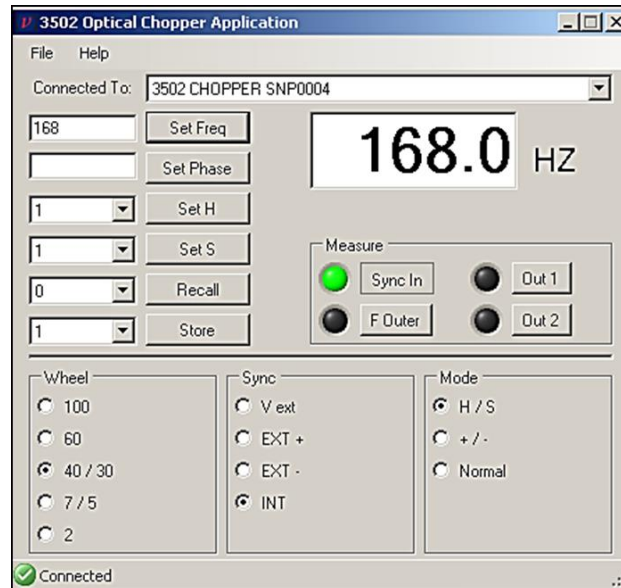 ν 3502 Optical Chopper Application
File Help
Connected To: 3502 CHOPPER SNP0004
168 Set Freq
168.0 HZ
Set Phase
1 Set H
1 Set S
0 Recall
1 Store
Measure
Sync In Out 1
F Outer Out 2
Wheel
100
60
40 / 30
7 / 5
2
Sync
V ext
EXT +
EXT -
INT
Mode
H / S
+ / -
Normal
Connected